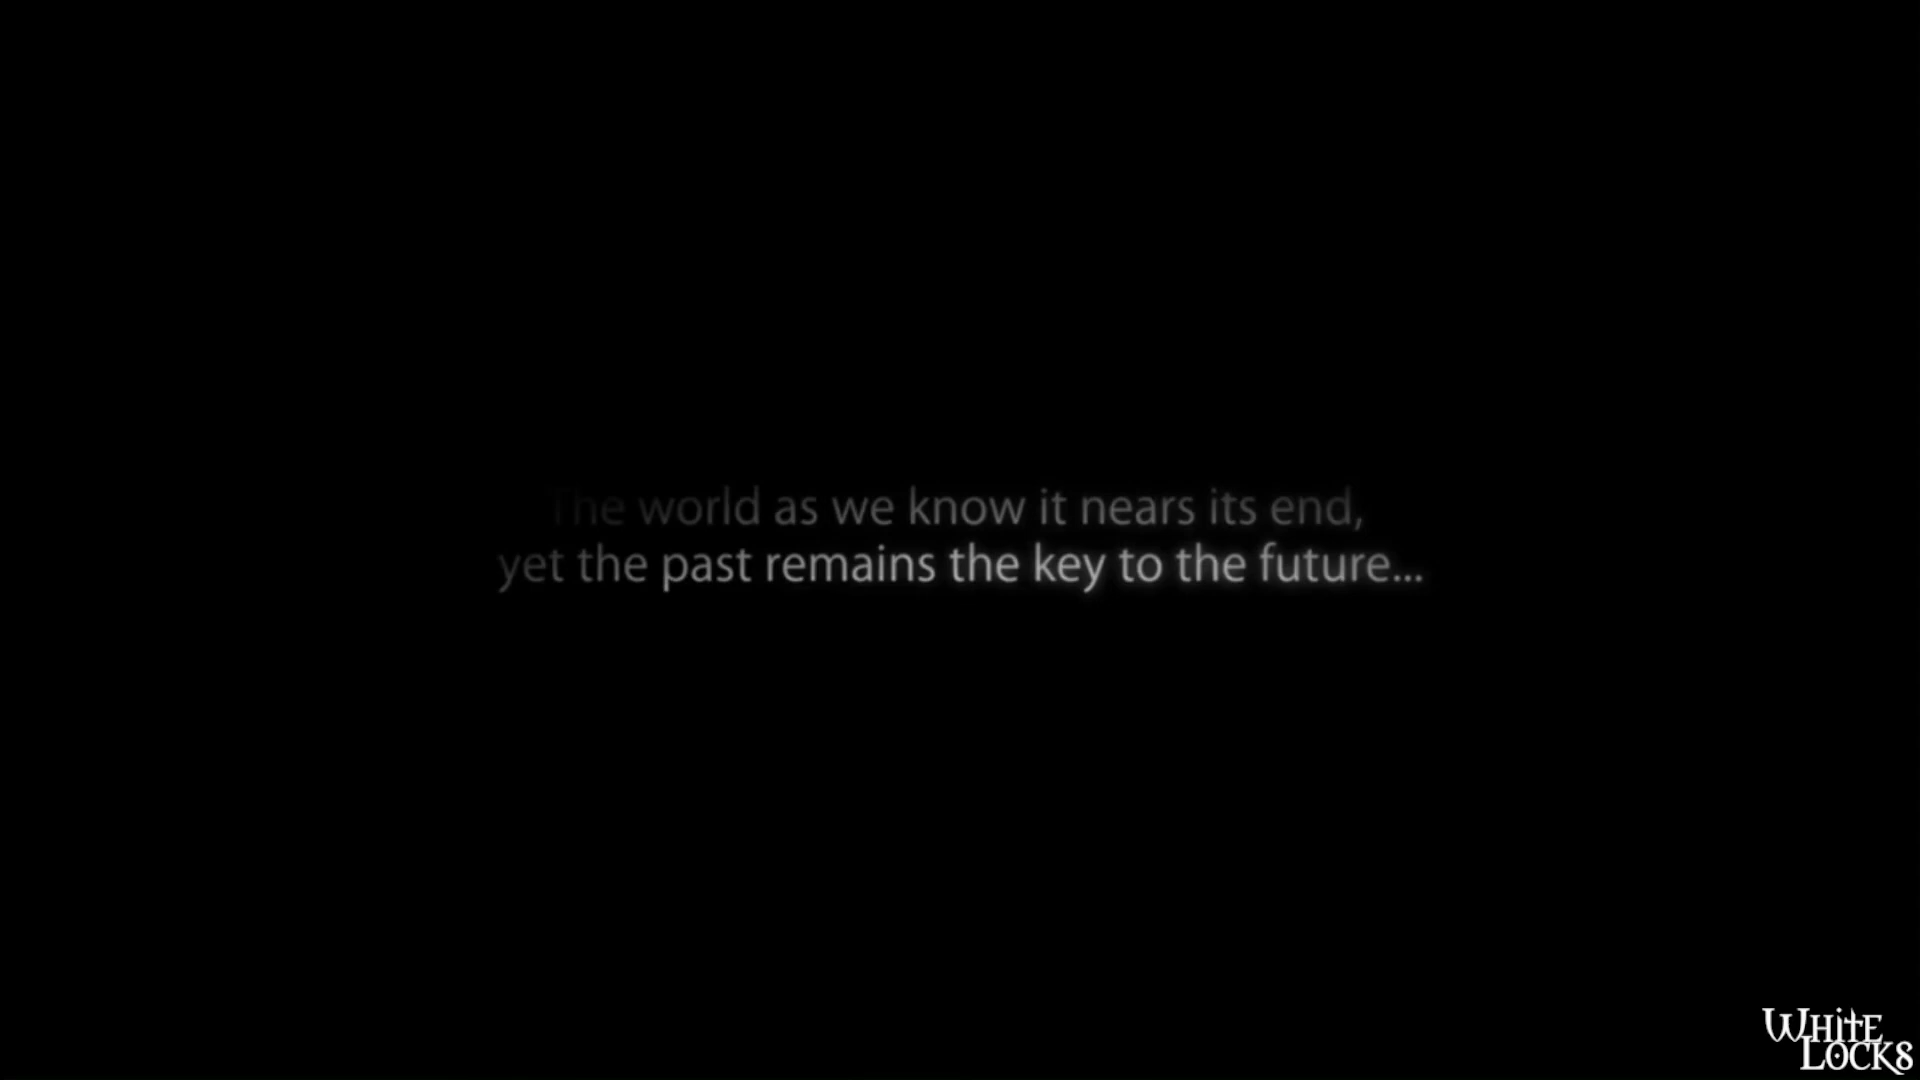 The world as we know it nears its end,
yet the past remains the key to the future...
White
Locks